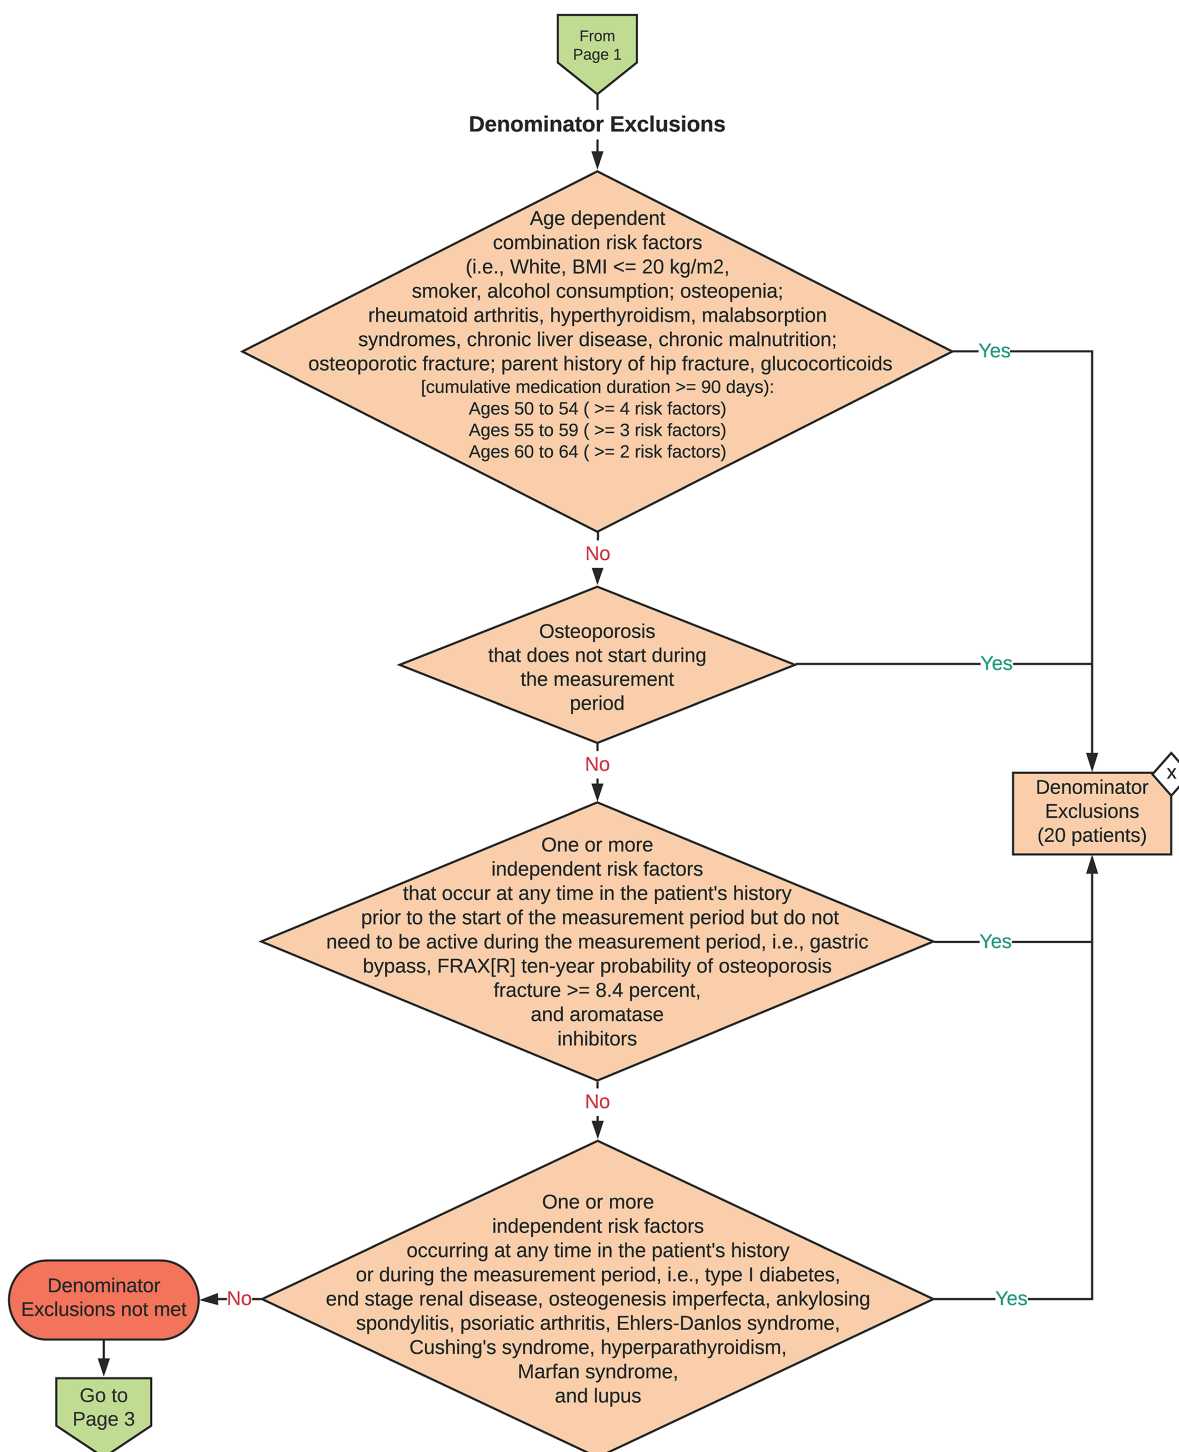 From
Page 1
Denominator Exclusions
Age dependent
combination risk factors
(i.e., White, BMI <= 20 kg/m2,
smoker, alcohol consumption; osteopenia;
rheumatoid arthritis, hyperthyroidism, malabsorption
syndromes, chronic liver disease, chronic malnutrition;
osteoporotic fracture; parent history of hip fracture, glucocorticoids
[cumulative medication duration >= 90 days):
Ages 50 to 54 ( >= 4 risk factors)
Ages 55 to 59 ( >= 3 risk factors)
Ages 60 to 64 ( >= 2 risk factors)
Yes
No
Osteoporosis
that does not start during
the measurement
period
Yes
No
x
Denominator
Exclusions
(20 patients)
One or more
independent risk factors
that occur at any time in the patient's history
prior to the start of the measurement period but do not
need to be active during the measurement period, i.e., gastric
bypass, FRAX[R] ten-year probability of osteoporosis
fracture >= 8.4 percent,
and aromatase
inhibitors
Yes
No
One or more
independent risk factors
occurring at any time in the patient's history
or during the measurement period, i.e., type I diabetes,
end stage renal disease, osteogenesis imperfecta, ankylosing
spondylitis, psoriatic arthritis, Ehlers-Danlos syndrome,
Cushing's syndrome, hyperparathyroidism,
Marfan syndrome,
and lupus
Yes
No
Denominator
Exclusions not met
Go to
Page 3